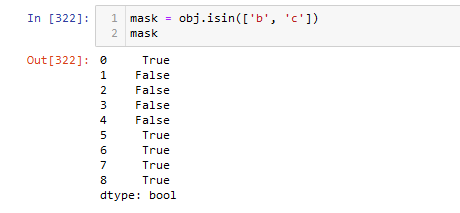 In [322]: 1 mask = obj.isin(['b', 'c'])
2 mask
Out[322]: 0     True
1    False
2    False
3    False
4    False
5     True
6     True
7     True
8     True
dtype: bool